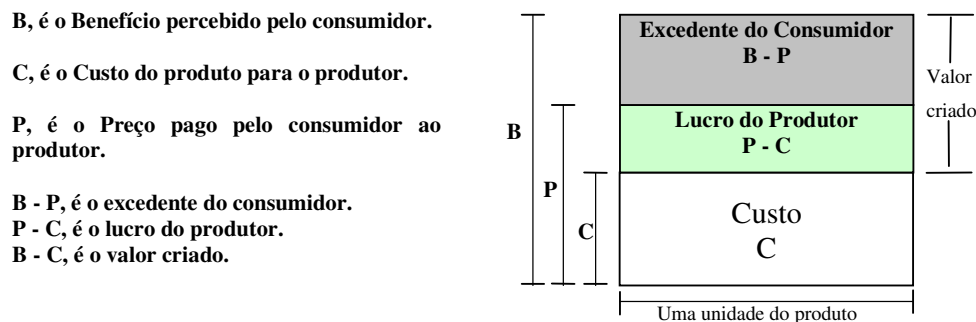 B, é o Benefício percebido pelo consumidor.
C, é o Custo do produto para o produtor.
P, é o Preço pago pelo consumidor ao
produtor.
B - P, é o excedente do consumidor.
P - C, é o lucro do produtor.
B - C, é o valor criado.
B
P
C
Excedente do Consumidor
B - P
Lucro do Produtor
P - C
Custo
C
Valor
criado
Uma unidade do produto